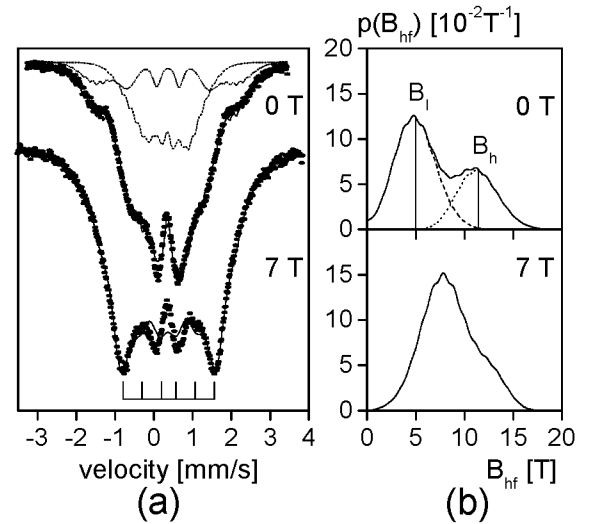 p(B_hf) [10^-2T^-1]
0 T
7 T
-3 -2 -1 0 1 2 3 4
velocity [mm/s]
(a)
20
15
10
5
0
B_l
B_h
0 T
15
10
5
0
7 T
0 5 10 15 20
B_hf [T]
(b)